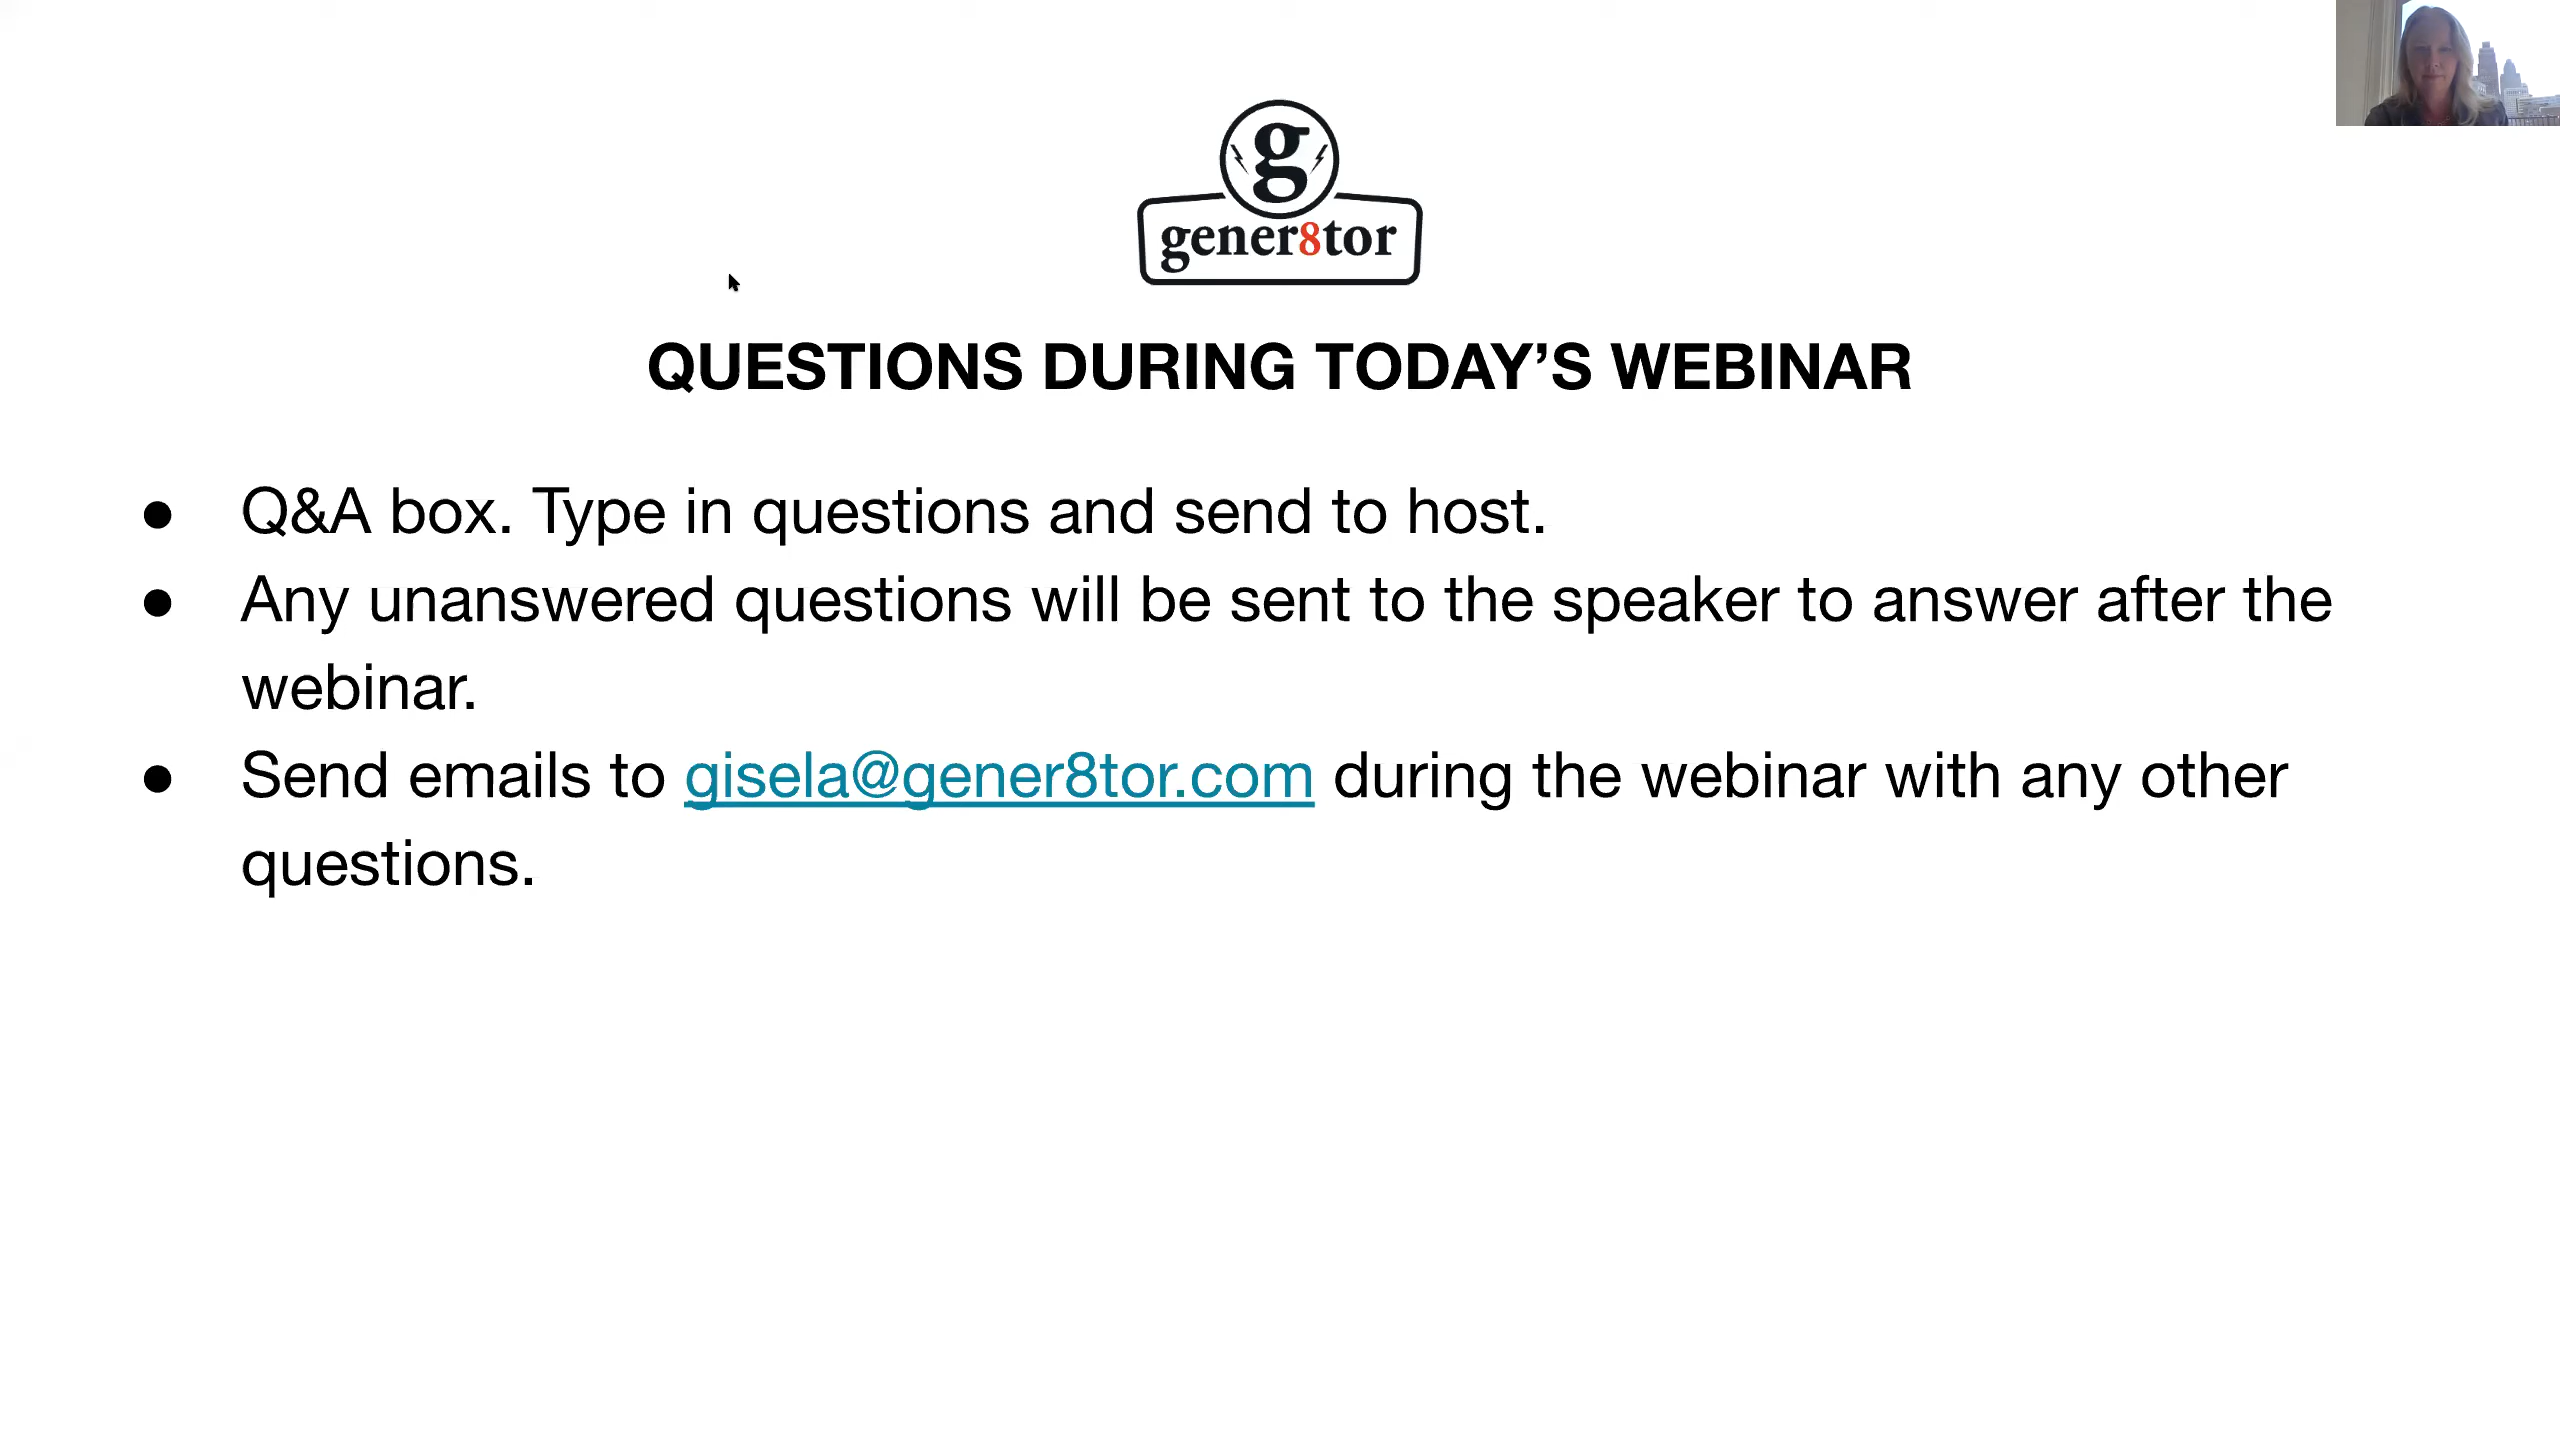 g
gener8tor
QUESTIONS DURING TODAY’S WEBINAR
● Q&A box. Type in questions and send to host.
● Any unanswered questions will be sent to the speaker to answer after the
webinar.
● Send emails to gisela@gener8tor.com during the webinar with any other
questions.